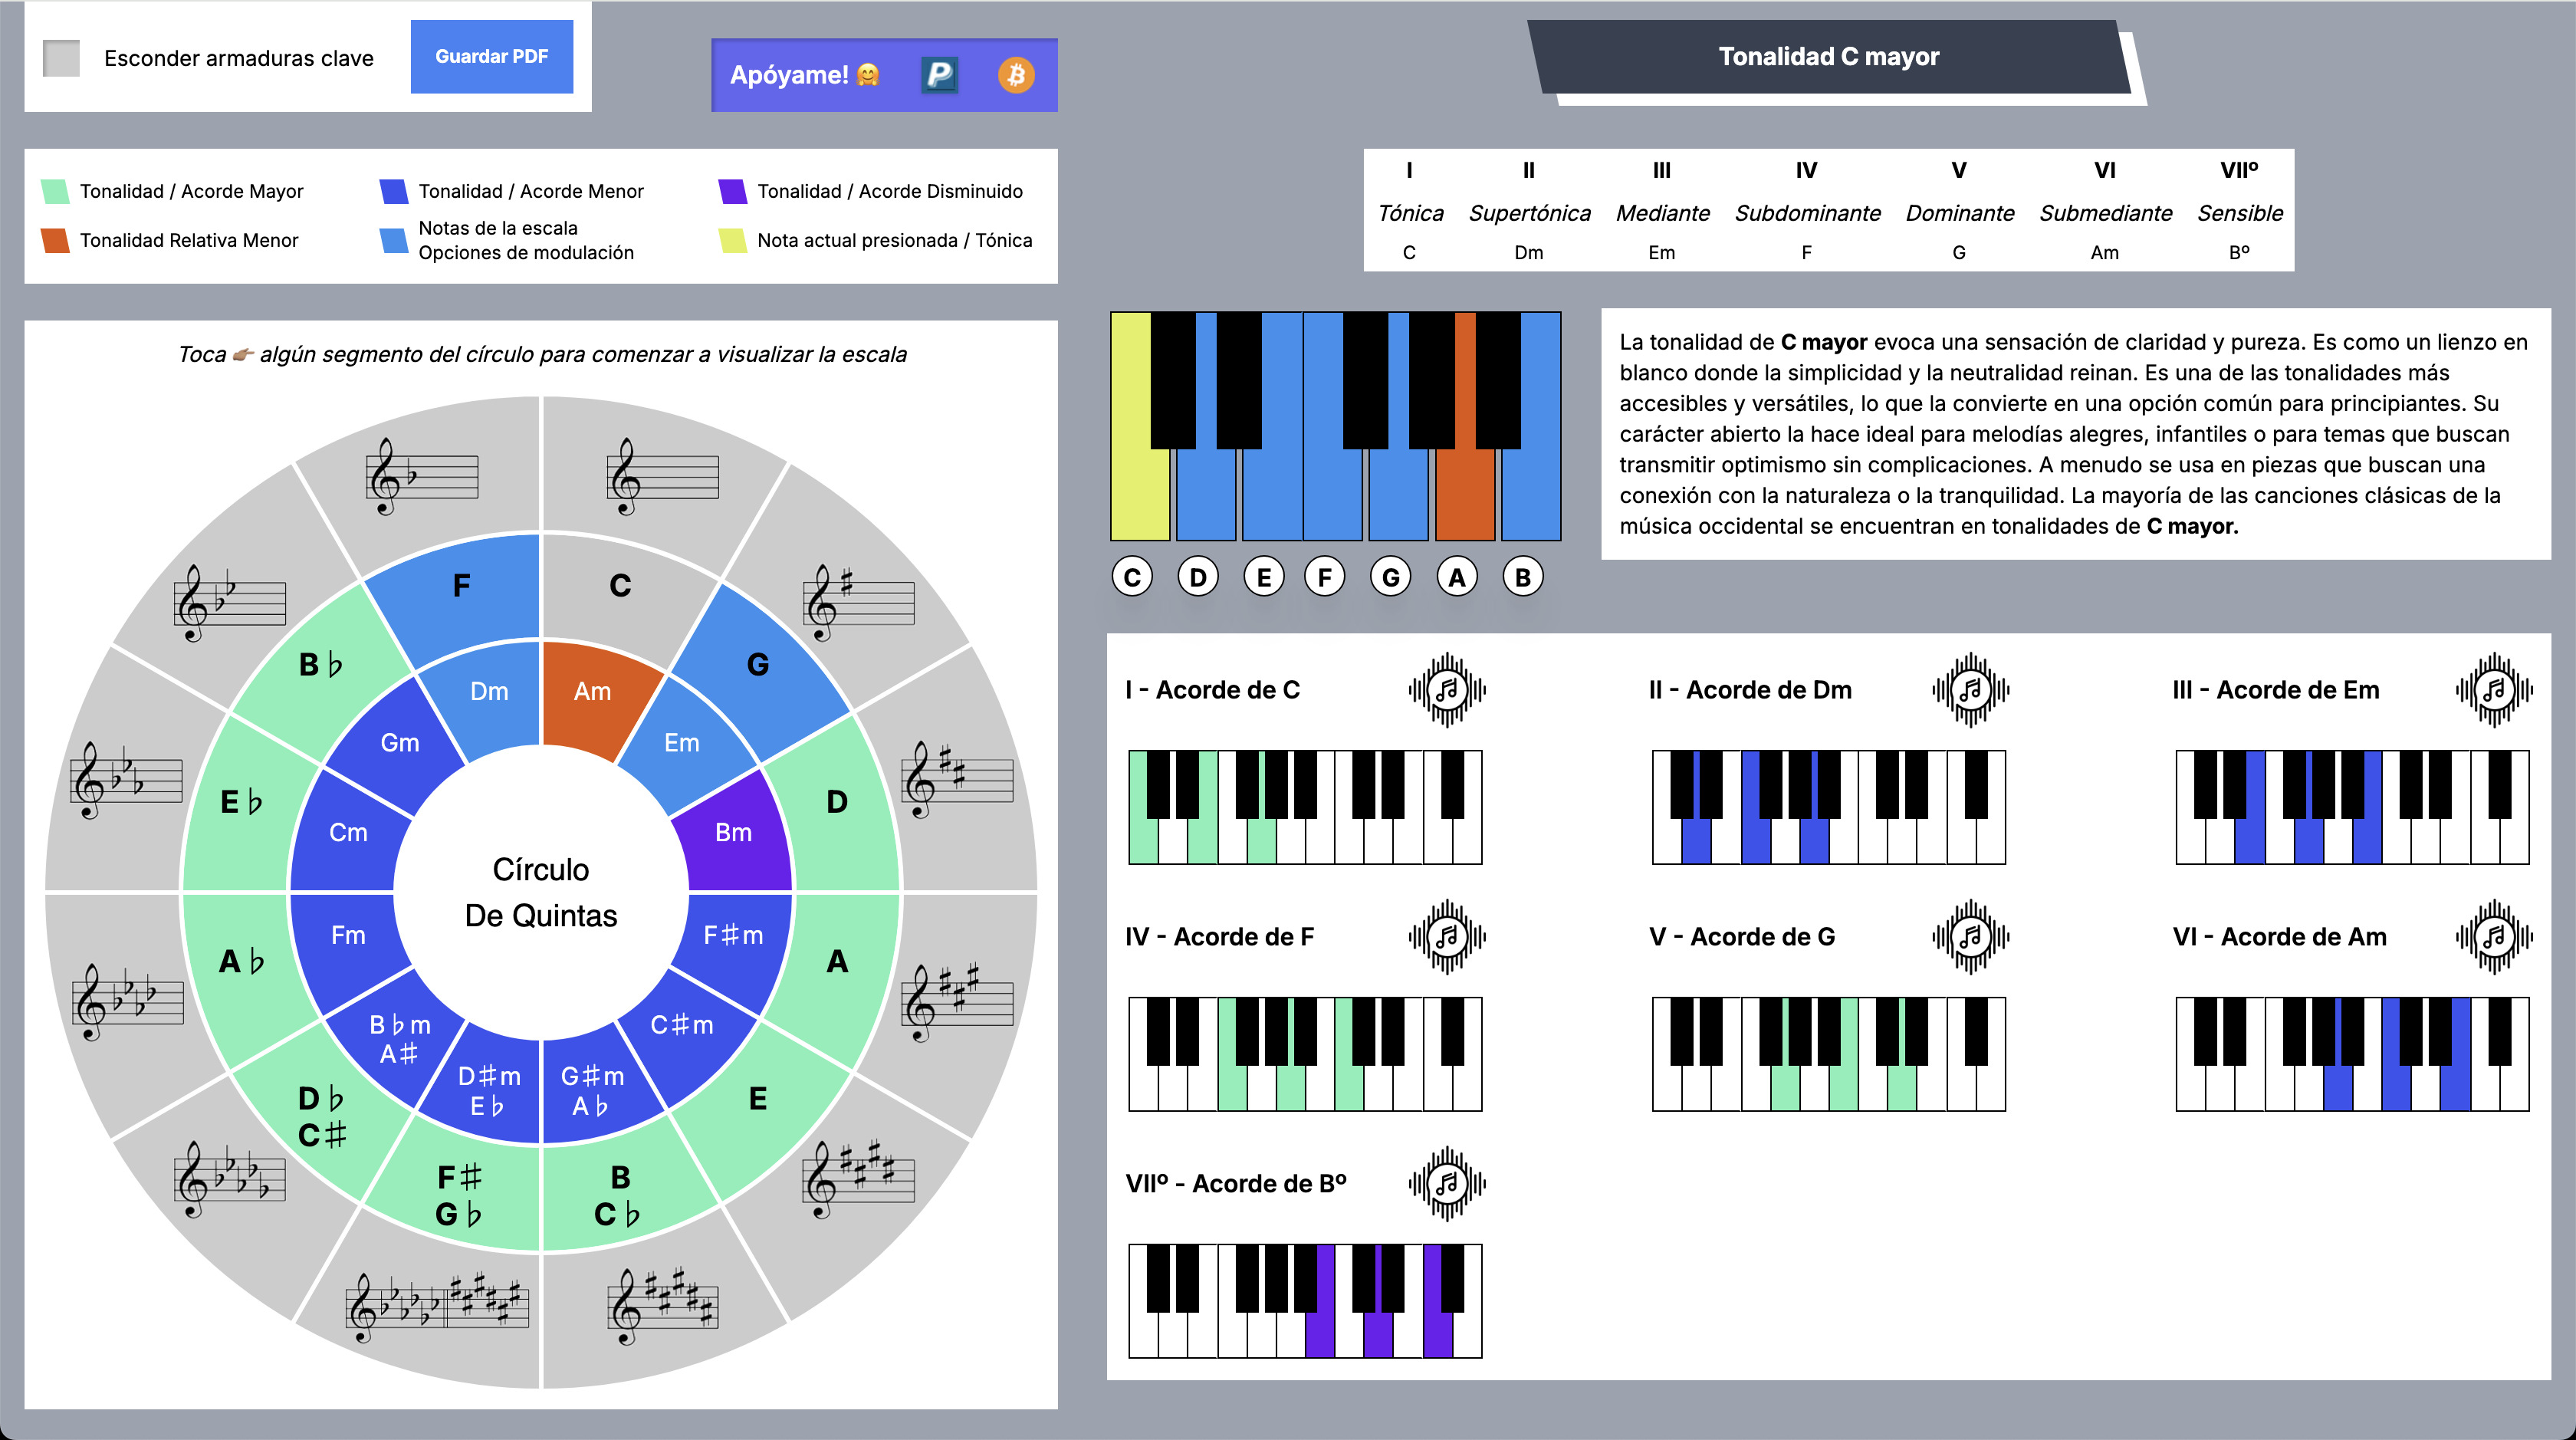 Esconder armaduras clave
Guardar PDF
Apóyame! 🤗
Tonalidad C mayor
Tonalidad / Acorde Mayor
Tonalidad / Acorde Menor
Tonalidad / Acorde Disminuido
Tonalidad Relativa Menor
Notas de la escala
Opciones de modulación
Nota actual presionada / Tónica
I II III IV V VI VIIº
Tónica Supertónica Mediante Subdominante Dominante Submediante Sensible
C Dm Em F G Am Bº
Toca 👉🏽 algún segmento del círculo para comenzar a visualizar la escala
F
C
G
B♭
Dm
Am
Em
Gm
E♭
D
Cm
Bm
Círculo
De Quintas
Fm
F♯m
A♭
A
B♭m
A♯
C♯m
D♯m
E♭
G♯m
A♭
D♭
C♯
E
F♯
G♭
B
C♭
C D E F G A B
La tonalidad de C mayor evoca una sensación de claridad y pureza. Es como un lienzo en
blanco donde la simplicidad y la neutralidad reinan. Es una de las tonalidades más
accesibles y versátiles, lo que la convierte en una opción común para principiantes. Su
carácter abierto la hace ideal para melodías alegres, infantiles o para temas que buscan
transmitir optimismo sin complicaciones. A menudo se usa en piezas que buscan una
conexión con la naturaleza o la tranquilidad. La mayoría de las canciones clásicas de la
música occidental se encuentran en tonalidades de C mayor.
I - Acorde de C
II - Acorde de Dm
III - Acorde de Em
IV - Acorde de F
V - Acorde de G
VI - Acorde de Am
VIIº - Acorde de Bº